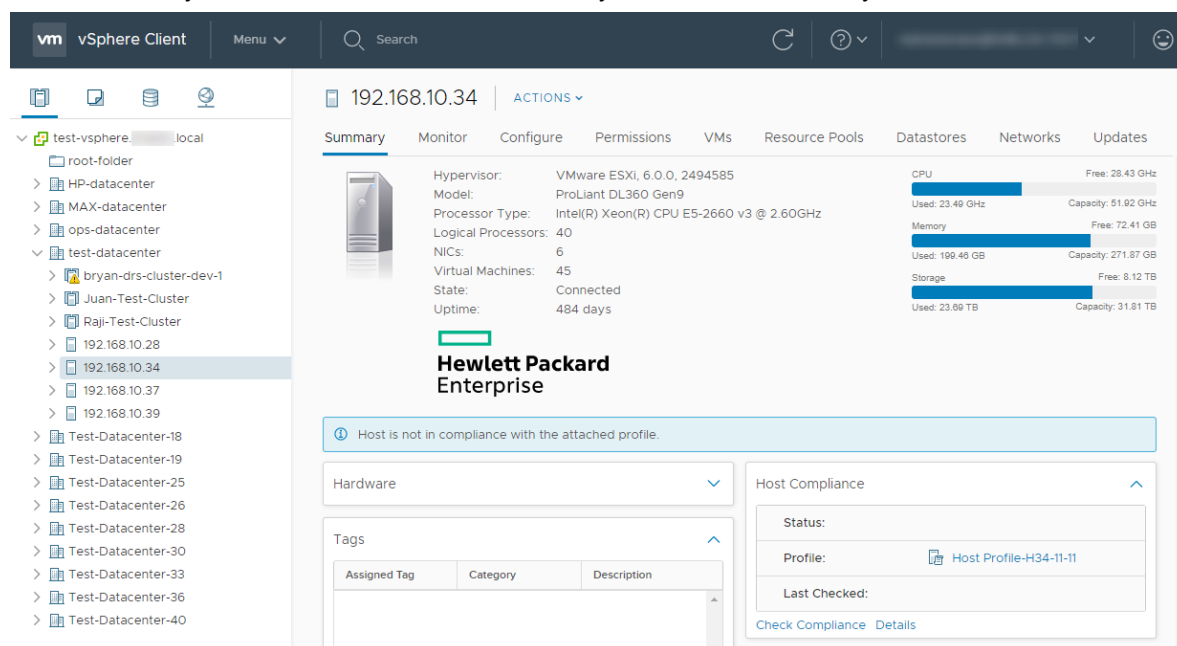 vm vSphere Client Menu Search
192.168.10.34 ACTIONS
test-vsphere. local
root-folder
HP-datacenter
MAX-datacenter
ops-datacenter
test-datacenter
bryan-drs-cluster-dev-1
Juan-Test-Cluster
Raji-Test-Cluster
192.168.10.28
192.168.10.34
192.168.10.37
192.168.10.39
Test-Datacenter-18
Test-Datacenter-19
Test-Datacenter-25
Test-Datacenter-26
Test-Datacenter-28
Test-Datacenter-30
Test-Datacenter-33
Test-Datacenter-36
Test-Datacenter-40
Summary Monitor Configure Permissions VMs Resource Pools Datastores Networks Updates
Hypervisor: VMware ESXi, 6.0.0, 2494585
Model: ProLiant DL360 Gen9
Processor Type: Intel(R) Xeon(R) CPU E5-2660 v3 @ 2.60GHz
Logical Processors: 40
NICs: 6
Virtual Machines: 45
State: Connected
Uptime: 484 days
CPU Free: 28.43 GHz
Used: 23.49 GHz Capacity: 51.92 GHz
Memory Free: 72.41 GB
Used: 199.46 GB Capacity: 271.87 GB
Storage Free: 8.12 TB
Used: 23.69 TB Capacity: 31.81 TB
Hewlett Packard
Enterprise
Host is not in compliance with the attached profile.
Hardware
Tags
Assigned Tag Category Description
Host Compliance
Status:
Profile: Host Profile-H34-11-11
Last Checked:
Check Compliance Details